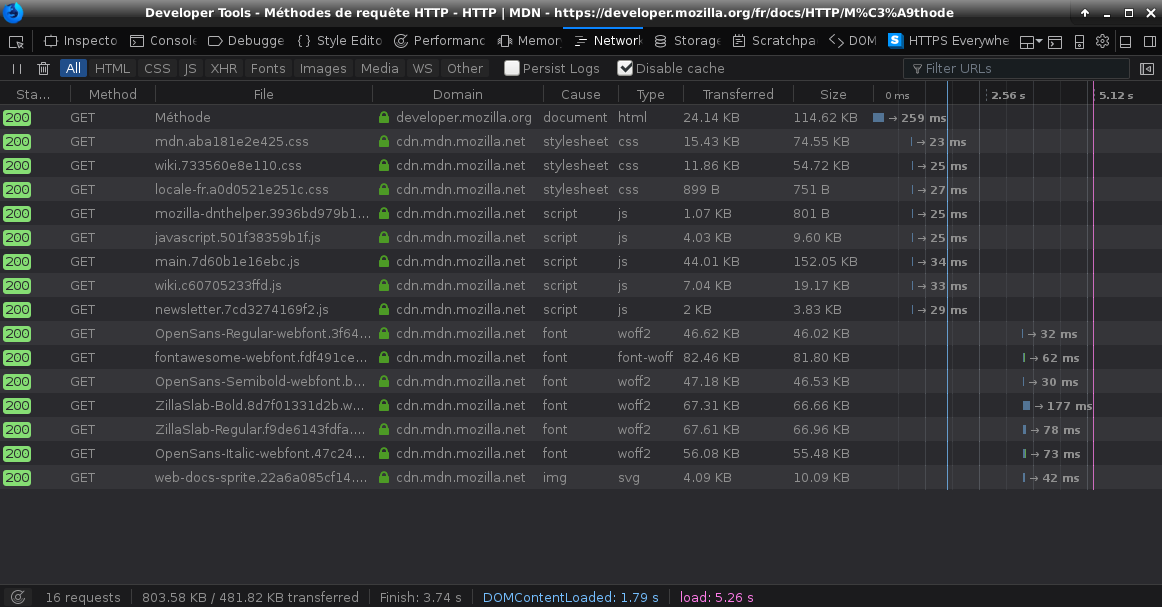 Developer Tools - Méthodes de requête HTTP - HTTP | MDN - https://developer.mozilla.org/fr/docs/HTTP/M%C3%A9thode
Inspecto Console Debugge {} Style Edito Performanc Memor Network Storag Scratchpa DOM S HTTPS Everywhe
All HTML CSS JS XHR Fonts Images Media WS Other Persist Logs Disable cache Filter URLs
Sta... Method File Domain Cause Type Transferred Size 0 ms 2.56 s 5.12 s
200 GET Méthode developer.mozilla.org document html 24.14 KB 114.62 KB → 259 ms
200 GET mdn.aba181e2e425.css cdn.mdn.mozilla.net stylesheet css 15.43 KB 74.55 KB → 23 ms
200 GET wiki.733560e8e110.css cdn.mdn.mozilla.net stylesheet css 11.86 KB 54.72 KB → 25 ms
200 GET locale-fr.a0d0521e251c.css cdn.mdn.mozilla.net stylesheet css 899 B 751 B → 27 ms
200 GET mozilla-dnthelper.3936bd979b1... cdn.mdn.mozilla.net script js 1.07 KB 801 B → 25 ms
200 GET javascript.501f38359b1f.js cdn.mdn.mozilla.net script js 4.03 KB 9.60 KB → 25 ms
200 GET main.7d60b1e16ebc.js cdn.mdn.mozilla.net script js 44.01 KB 152.05 KB → 34 ms
200 GET wiki.c60705233ffd.js cdn.mdn.mozilla.net script js 7.04 KB 19.17 KB → 33 ms
200 GET newsletter.7cd3274169f2.js cdn.mdn.mozilla.net script js 2 KB 3.83 KB → 29 ms
200 GET OpenSans-Regular-webfont.3f64... cdn.mdn.mozilla.net font woff2 46.62 KB 46.02 KB → 32 ms
200 GET fontawesome-webfont.fdf491ce... cdn.mdn.mozilla.net font font-woff 82.46 KB 81.80 KB → 62 ms
200 GET OpenSans-Semibold-webfont.b... cdn.mdn.mozilla.net font woff2 47.18 KB 46.53 KB → 30 ms
200 GET ZillaSlab-Bold.8d7f01331d2b.w... cdn.mdn.mozilla.net font woff2 67.31 KB 66.66 KB → 177 ms
200 GET ZillaSlab-Regular.f9de6143fdfa.... cdn.mdn.mozilla.net font woff2 67.61 KB 66.96 KB → 78 ms
200 GET OpenSans-Italic-webfont.47c24... cdn.mdn.mozilla.net font woff2 56.08 KB 55.48 KB → 73 ms
200 GET web-docs-sprite.22a6a085cf14.... cdn.mdn.mozilla.net img svg 4.09 KB 10.09 KB → 42 ms
16 requests 803.58 KB / 481.82 KB transferred Finish: 3.74 s DOMContentLoaded: 1.79 s load: 5.26 s